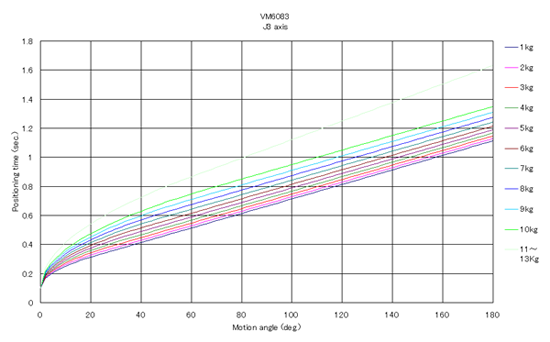 VM6083
J3 axis
Positioning time (sec.)
1.8
1.6
1.4
1.2
1
0.8
0.6
0.4
0.2
0
0 20 40 60 80 100 120 140 160 180
Motion angle (deg.)
1kg
2kg
3kg
4kg
5kg
6kg
7kg
8kg
9kg
10kg
11～
13Kg